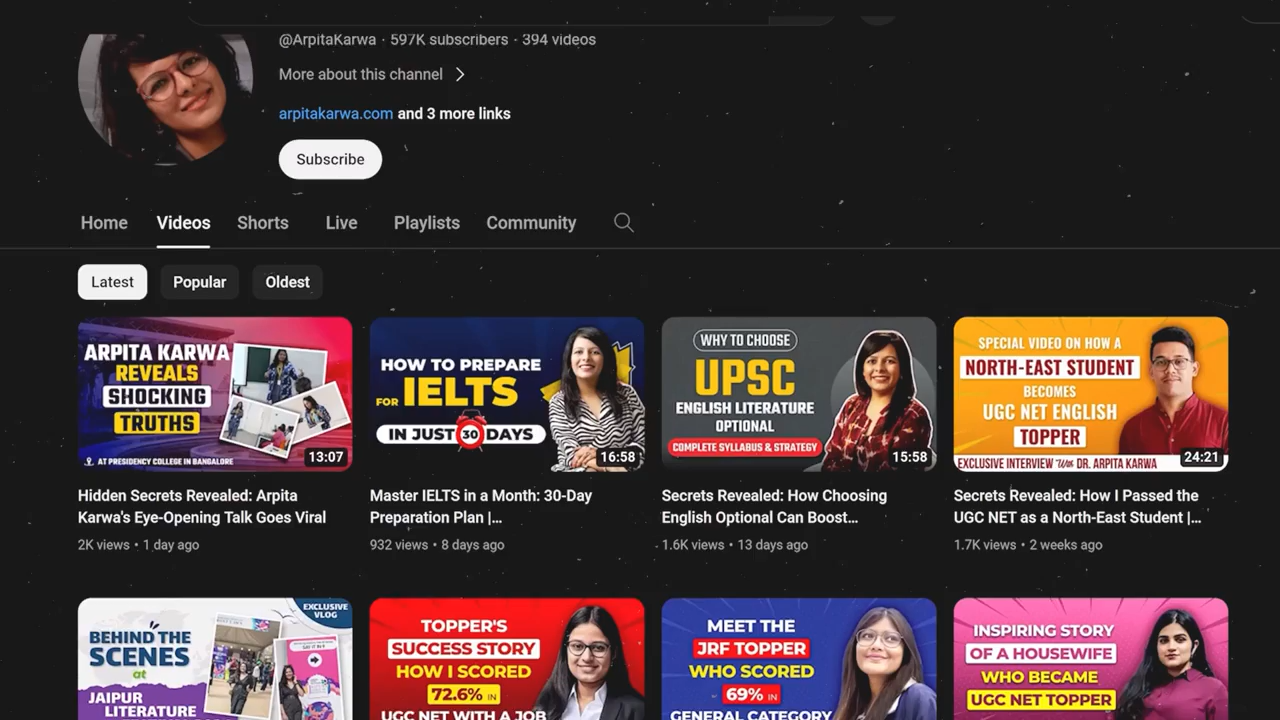 @ArpitaKarwa · 597K subscribers · 394 videos
More about this channel
arpitakarwa.com and 3 more links
Subscribe
Home Videos Shorts Live Playlists Community
Latest Popular Oldest
ARPITA KARWA
REVEALS
SHOCKING
TRUTHS
AT PRESIDENCY COLLEGE IN BANGALORE
13:07
HOW TO PREPARE
FOR IELTS
IN JUST 30 DAYS
16:58
WHY TO CHOOSE
UPSC
ENGLISH LITERATURE
OPTIONAL
COMPLETE SYLLABUS & STRATEGY
15:58
SPECIAL VIDEO ON HOW A
NORTH-EAST STUDENT
BECOMES
UGC NET ENGLISH
TOPPER
EXCLUSIVE INTERVIEW With DR. ARPITA KARWA
24:21
Hidden Secrets Revealed: Arpita
Karwa's Eye-Opening Talk Goes Viral
2K views • 1 day ago
Master IELTS in a Month: 30-Day
Preparation Plan |...
932 views • 8 days ago
Secrets Revealed: How Choosing
English Optional Can Boost...
1.6K views • 13 days ago
Secrets Revealed: How I Passed the
UGC NET as a North-East Student |...
1.7K views • 2 weeks ago
EXCLUSIVE
VLOG
BEHIND THE
SCENES
at
JAIPUR
LITERATURE
TOPPER'S
SUCCESS STORY
HOW I SCORED
72.6% IN
UGC NET WITH A JOB
MEET THE
JRF TOPPER
WHO SCORED
69% IN
GENERAL CATEGORY
INSPIRING STORY
OF A HOUSEWIFE
WHO BECAME
UGC NET TOPPER